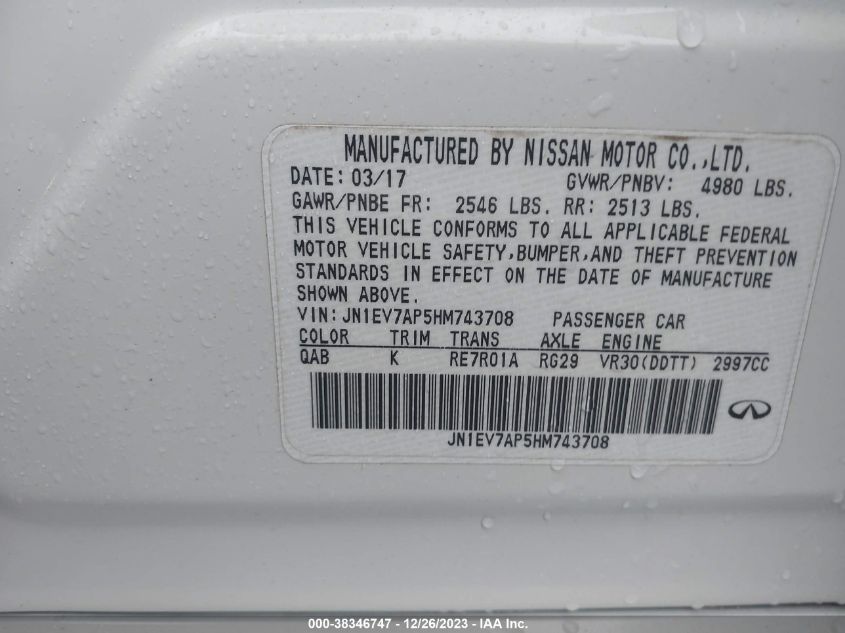 MANUFACTURED BY NISSAN MOTOR CO.,LTD.
DATE: 03/17 GVWR/PNBV: 4980 LBS.
GAWR/PNBE FR: 2546 LBS. RR: 2513 LBS.
THIS VEHICLE CONFORMS TO ALL APPLICABLE FEDERAL
MOTOR VEHICLE SAFETY,BUMPER,AND THEFT PREVENTION
STANDARDS IN EFFECT ON THE DATE OF MANUFACTURE
SHOWN ABOVE.
VIN: JN1EV7AP5HM743708 PASSENGER CAR
COLOR TRIM TRANS AXLE ENGINE
QAB K RE7R01A RG29 VR30(DDTT) 2997CC
JN1EV7AP5HM743708
000-38346747 - 12/26/2023 - IAA Inc.